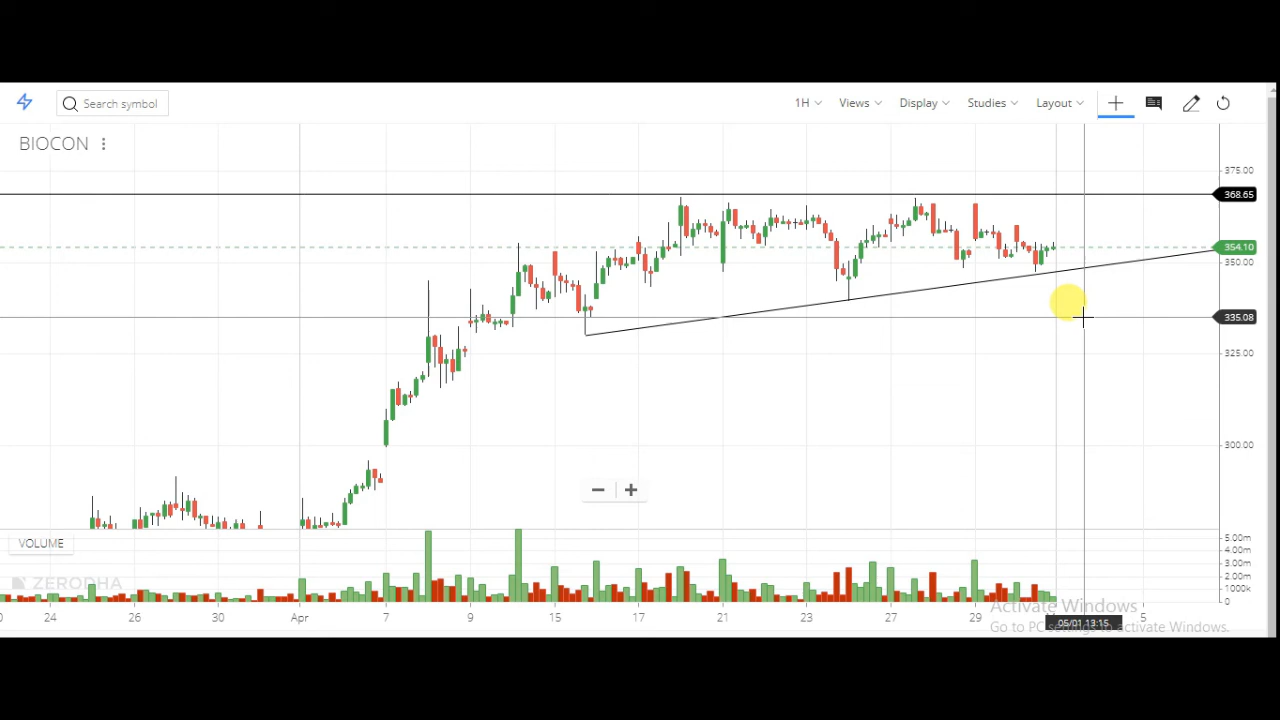 Search symbol 1H Views Display Studies Layout
BIOCON
375.00
368.65
354.10
350.00
335.08
325.00
300.00
VOLUME
5.00m
4.00m
3.00m
2.00m
1000k
0
ZERODHA
24 26 28 30 Apr 7 9 15 17 21 23 27 29 5
05/01 13:15
Activate Windows
Go to PC settings to activate Windows.